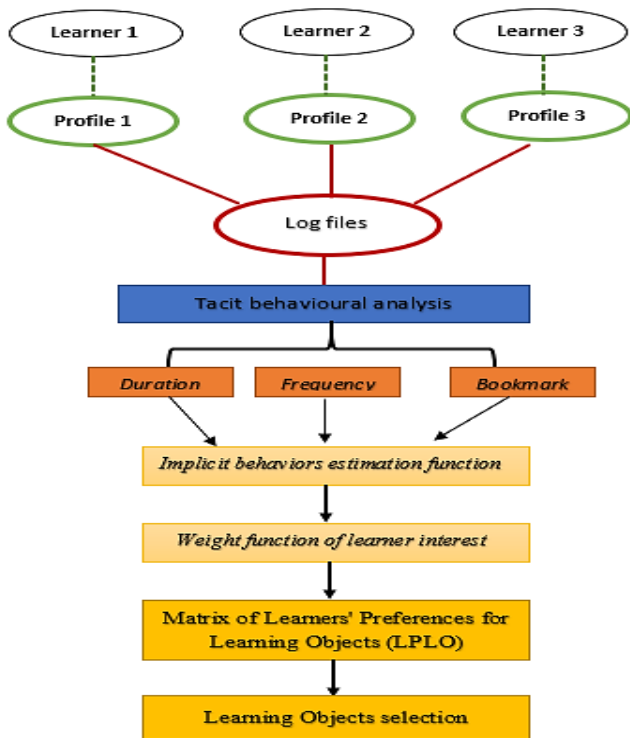 Learner 1
Learner 2
Learner 3
Profile 1
Profile 2
Profile 3
Log files
Tacit behavioural analysis
Duration
Frequency
Bookmark
Implicit behaviors estimation function
Weight function of learner interest
Matrix of Learners' Preferences for
Learning Objects (LPLO)
Learning Objects selection